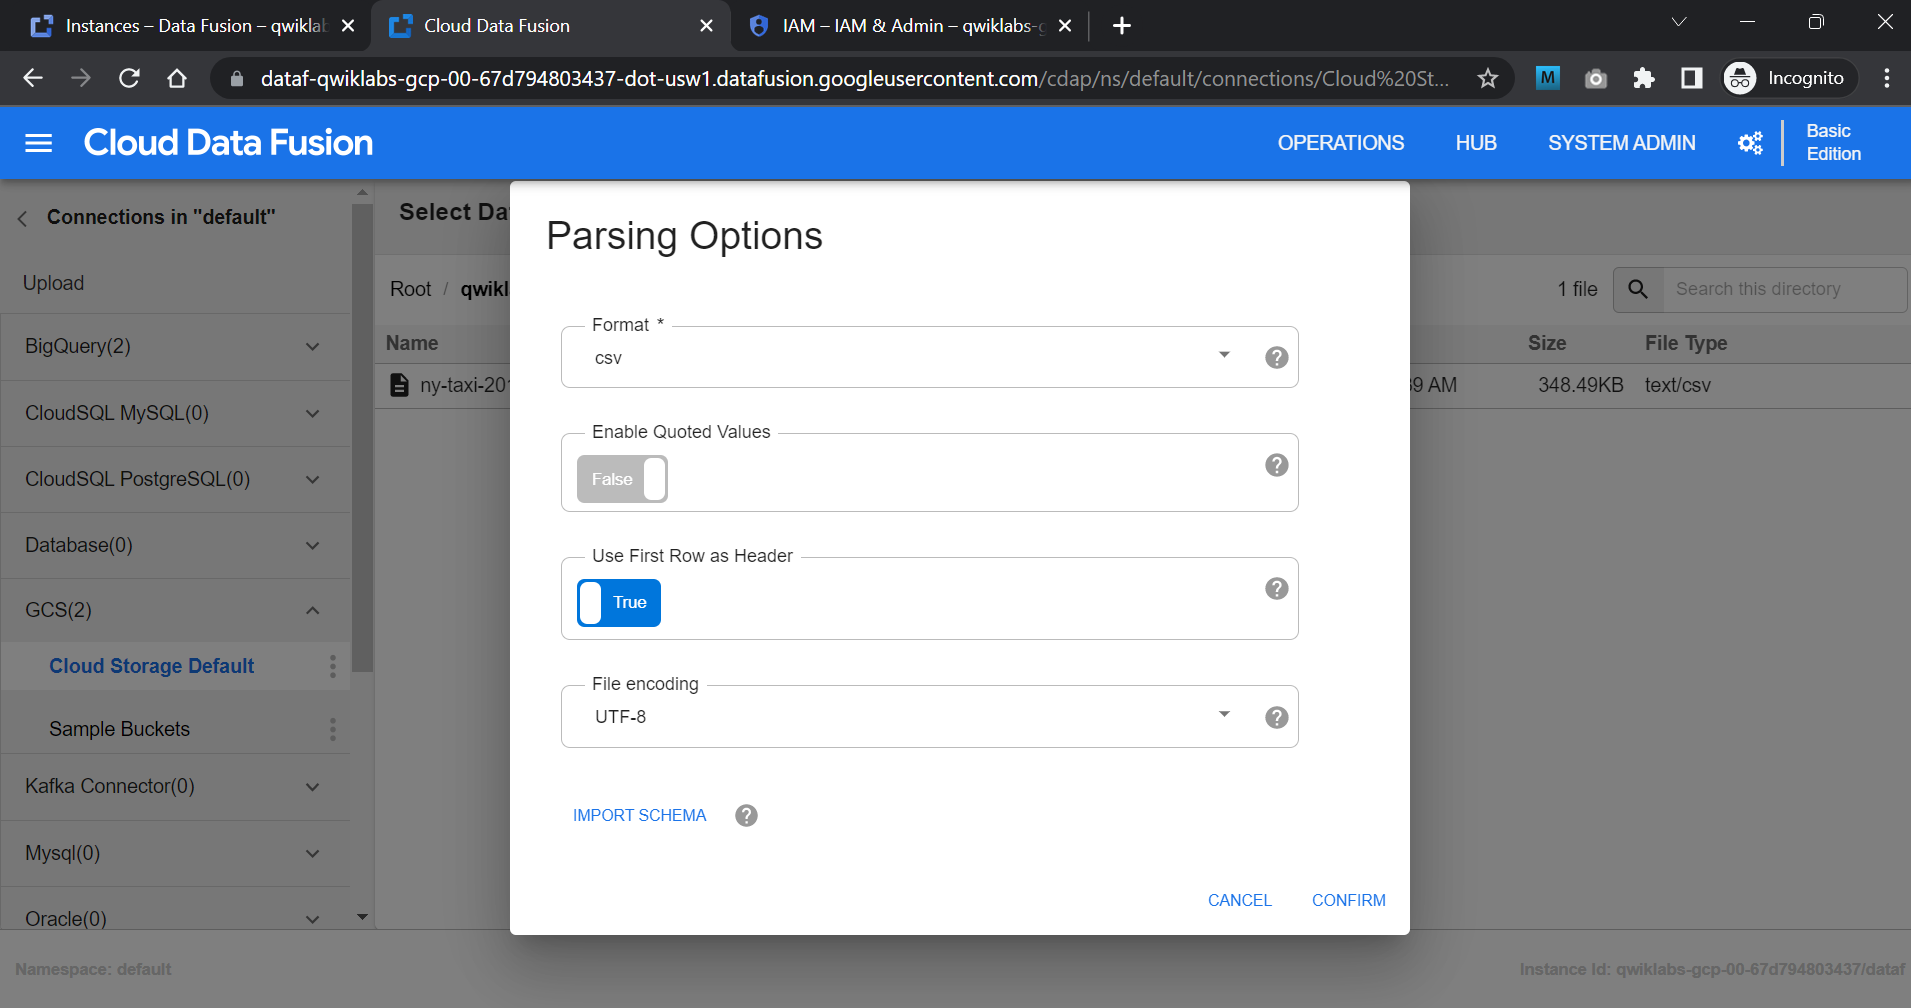 Instances – Data Fusion – qwiklab
Cloud Data Fusion
IAM – IAM & Admin – qwiklabs-g
dataf-qwiklabs-gcp-00-67d794803437-dot-usw1.datafusion.googleusercontent.com/cdap/ns/default/connections/Cloud%20St...
M
Incognito
Cloud Data Fusion
OPERATIONS
HUB
SYSTEM ADMIN
Basic
Edition
Connections in "default"
Upload
BigQuery(2)
CloudSQL MySQL(0)
CloudSQL PostgreSQL(0)
Database(0)
GCS(2)
Cloud Storage Default
Sample Buckets
Kafka Connector(0)
Mysql(0)
Oracle(0)
Select Da
Root / qwikl
1 file
Search this directory
Name
Size
File Type
ny-taxi-201
39 AM
348.49KB
text/csv
Parsing Options
Format *
csv
?
Enable Quoted Values
False
?
Use First Row as Header
True
?
File encoding
UTF-8
?
IMPORT SCHEMA
?
CANCEL
CONFIRM
Namespace: default
Instance Id: qwiklabs-gcp-00-67d794803437/dataf